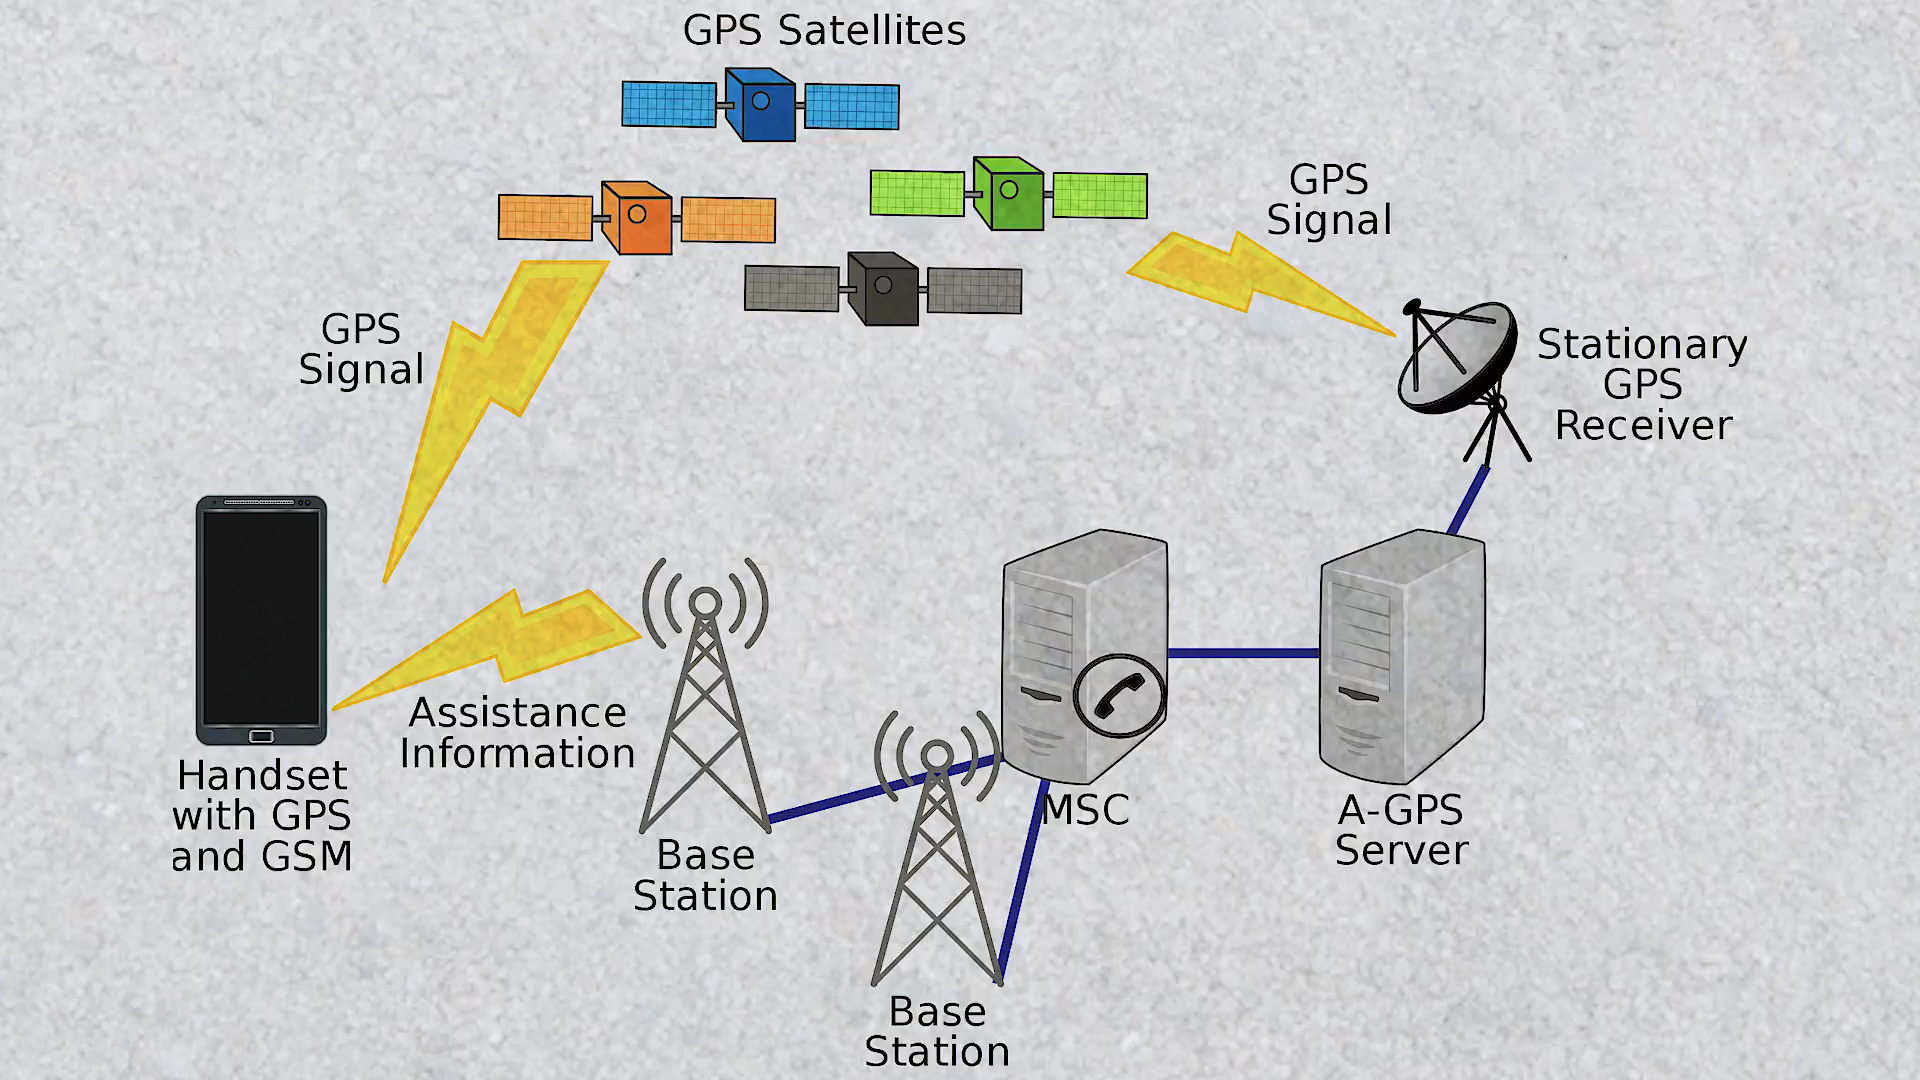 GPS Satellites
GPS
Signal
GPS
Signal
Stationary
GPS
Receiver
Assistance
Information
Handset
with GPS
and GSM
MSC
A-GPS
Server
Base
Station
Base
Station